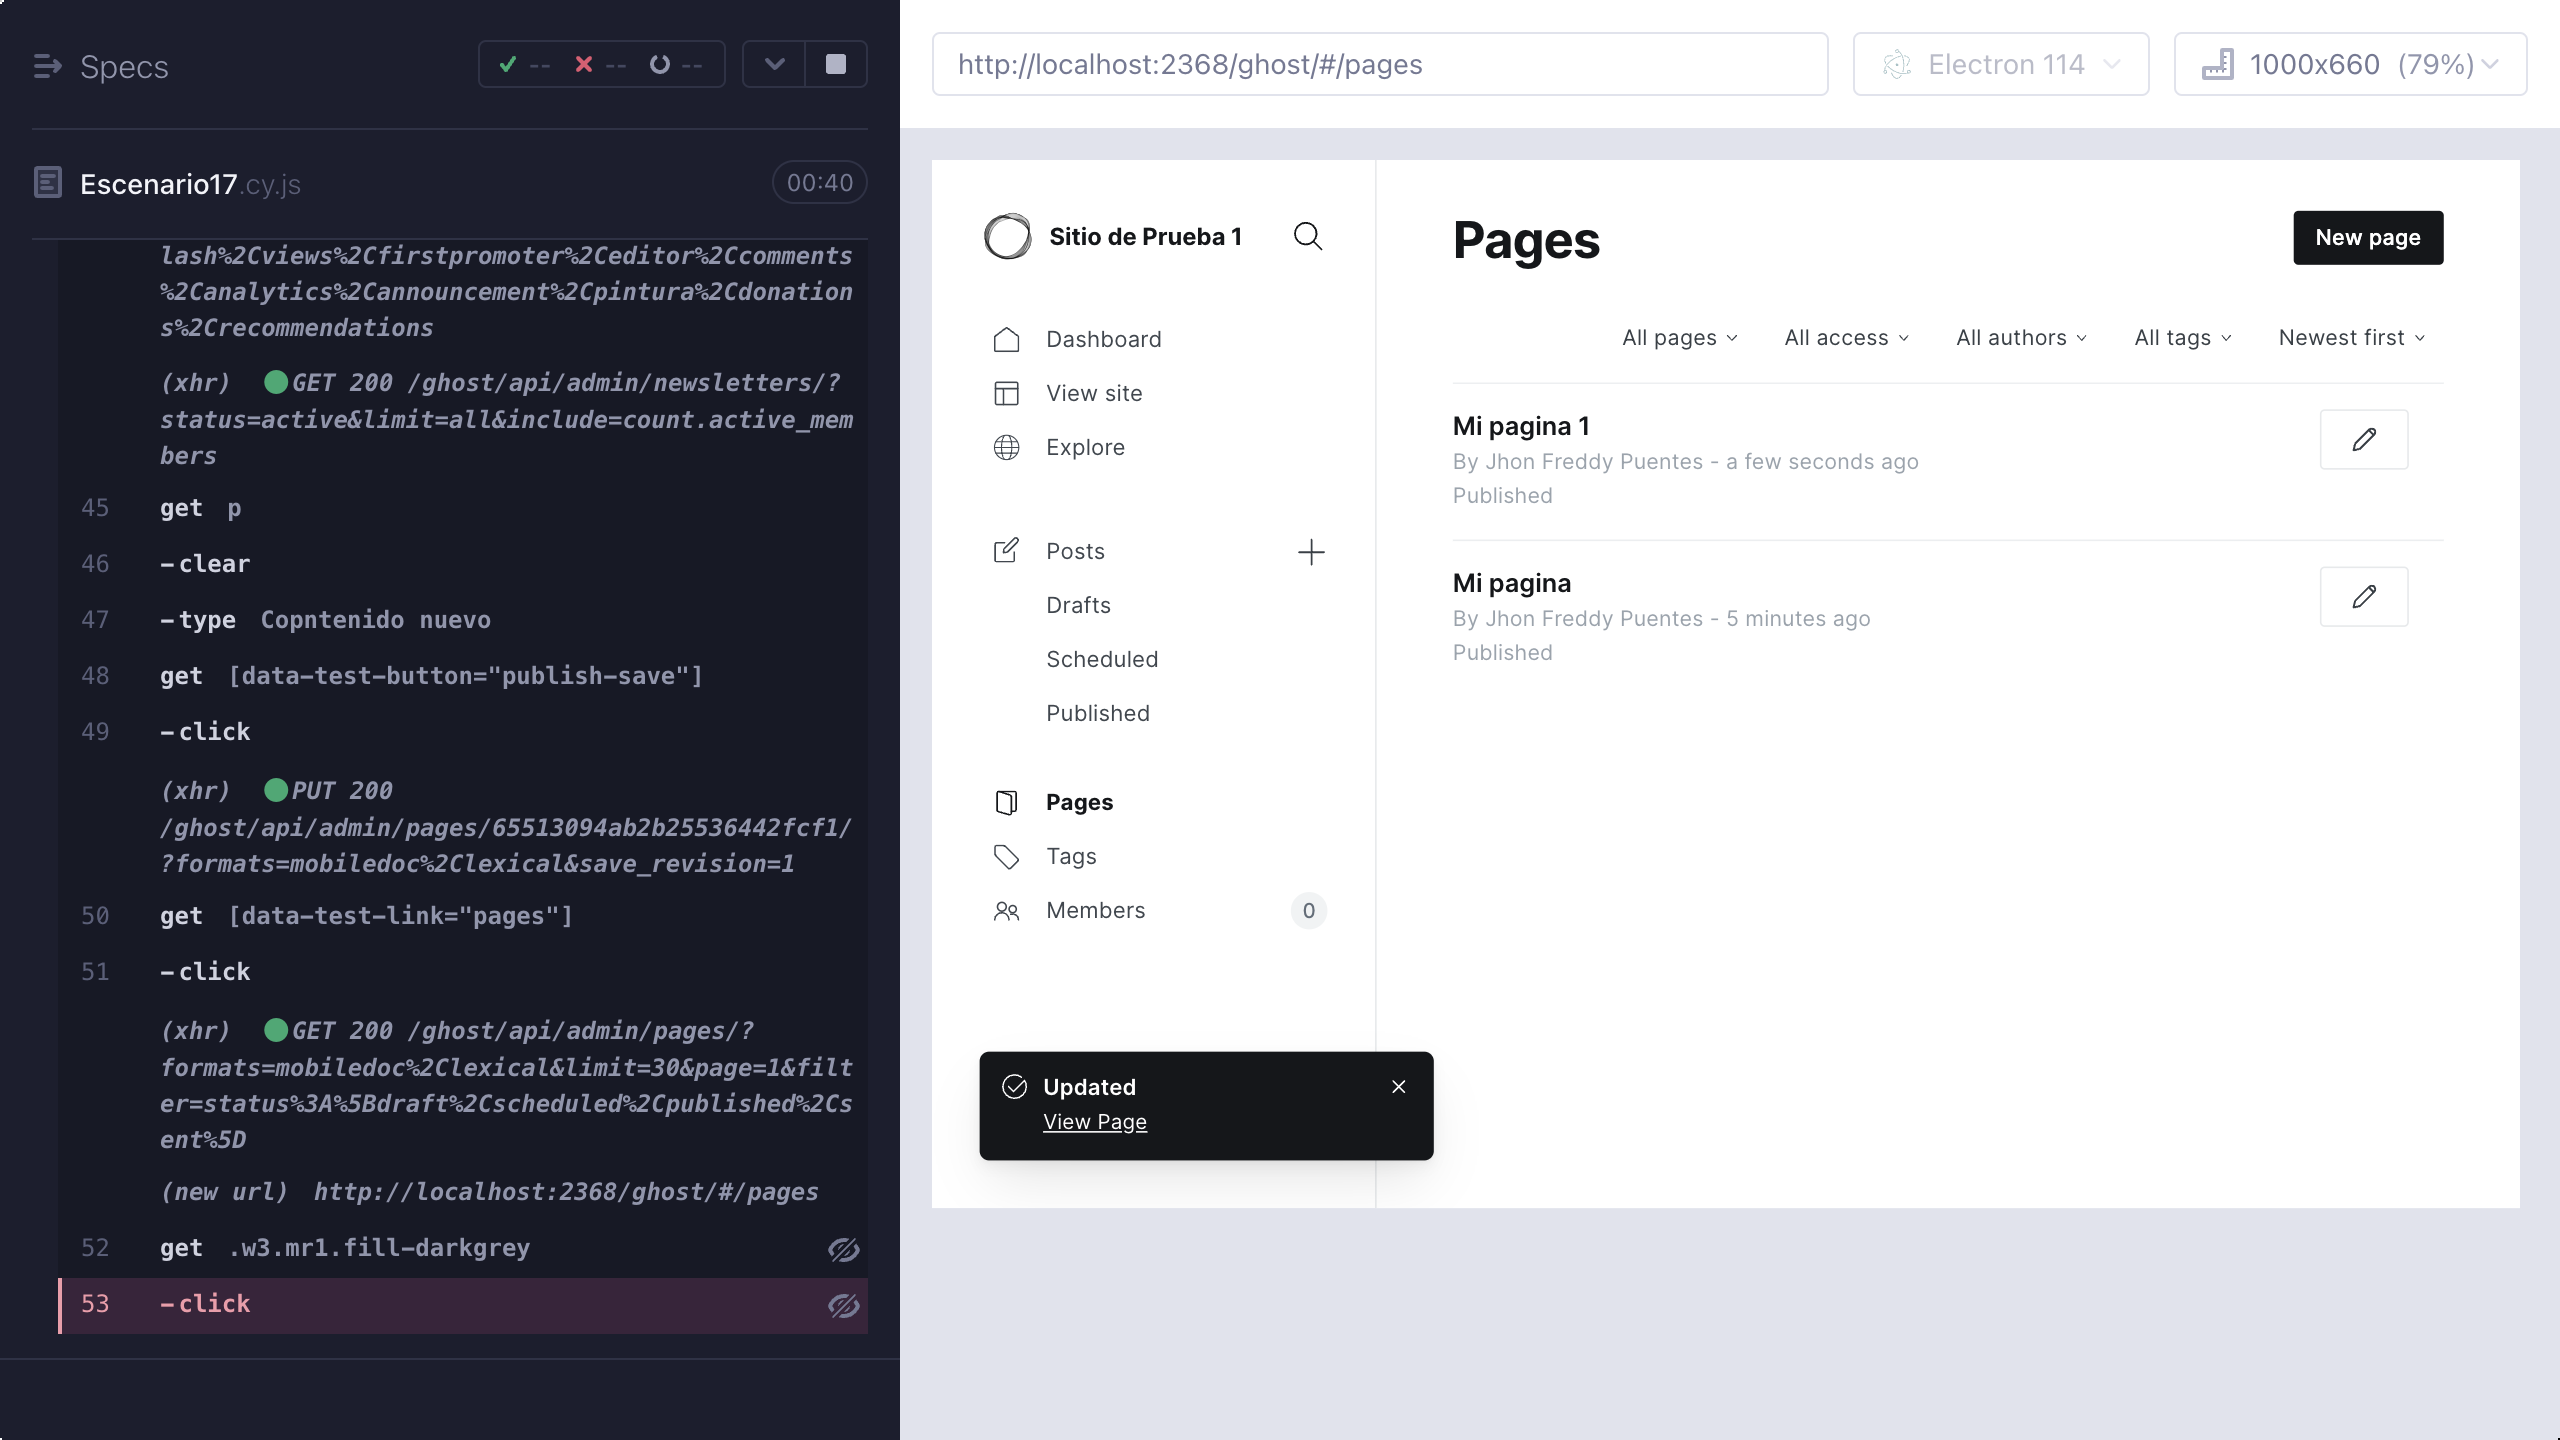 Specs
-- -- --
Escenario17.cy.js 00:40
lash%2Cviews%2Cfirstpromoter%2Ceditor%2Ccomments
%2Canalytics%2Cannouncement%2Cpintura%2Cdonation
s%2Crecommendations
(xhr) GET 200 /ghost/api/admin/newsletters/?
status=active&limit=all&include=count.active_mem
bers
45 get p
46 -clear
47 -type Copntenido nuevo
48 get [data-test-button="publish-save"]
49 -click
(xhr) PUT 200
/ghost/api/admin/pages/65513094ab2b25536442fcf1/
?formats=mobiledoc%2Clexical&save_revision=1
50 get [data-test-link="pages"]
51 -click
(xhr) GET 200 /ghost/api/admin/pages/?
formats=mobiledoc%2Clexical&limit=30&page=1&filt
er=status%3A%5Bdraft%2Cscheduled%2Cpublished%2Cs
ent%5D
(new url) http://localhost:2368/ghost/#/pages
52 get .w3.mr1.fill-darkgrey
53 -click
http://localhost:2368/ghost/#/pages
Electron 114
1000x660 (79%)
Sitio de Prueba 1
Dashboard
View site
Explore
Posts
Drafts
Scheduled
Published
Pages
Tags
Members 0
Updated
View Page
Pages
New page
All pages All access All authors All tags Newest first
Mi pagina 1
By Jhon Freddy Puentes - a few seconds ago
Published
Mi pagina
By Jhon Freddy Puentes - 5 minutes ago
Published